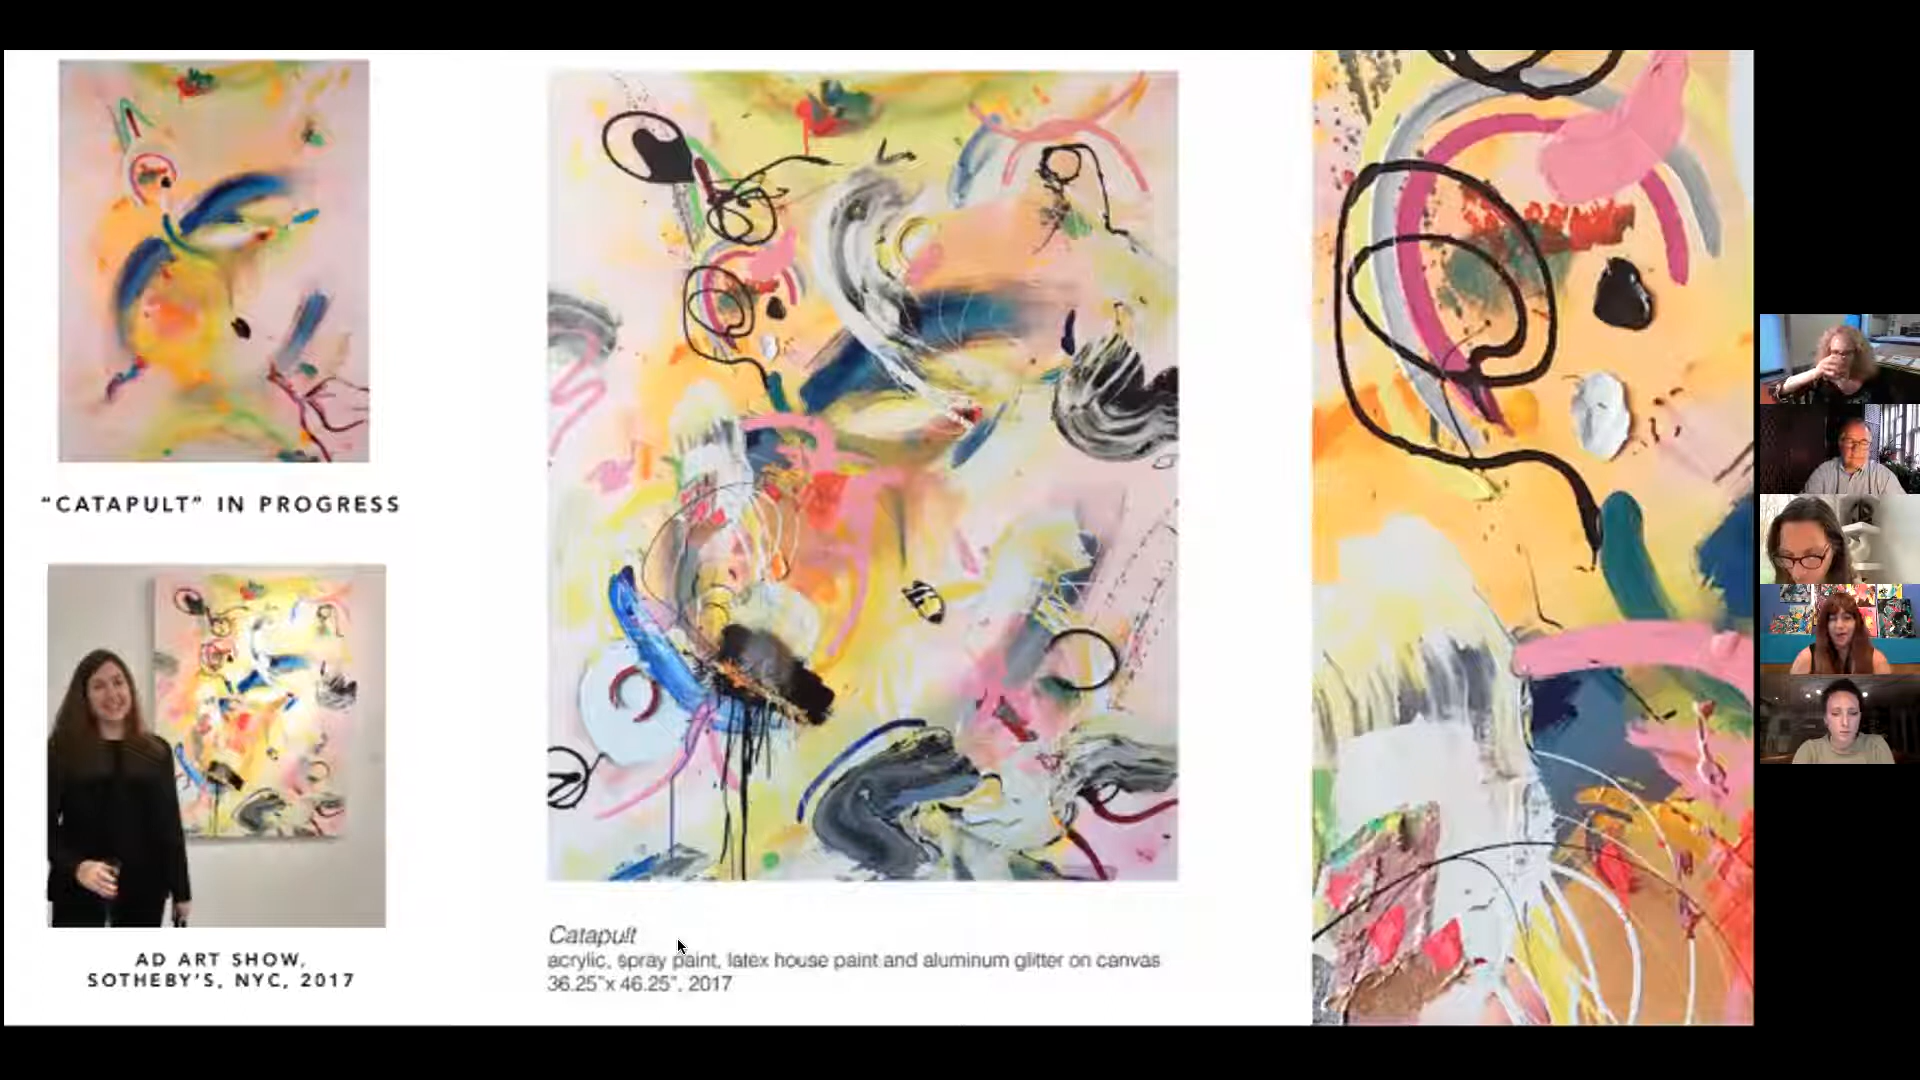 “CATAPULT” IN PROGRESS
AD ART SHOW,
SOTHEBY’S, NYC, 2017
Catapult
acrylic, spray paint, latex house paint and aluminum glitter on canvas
36.25"x 46.25", 2017